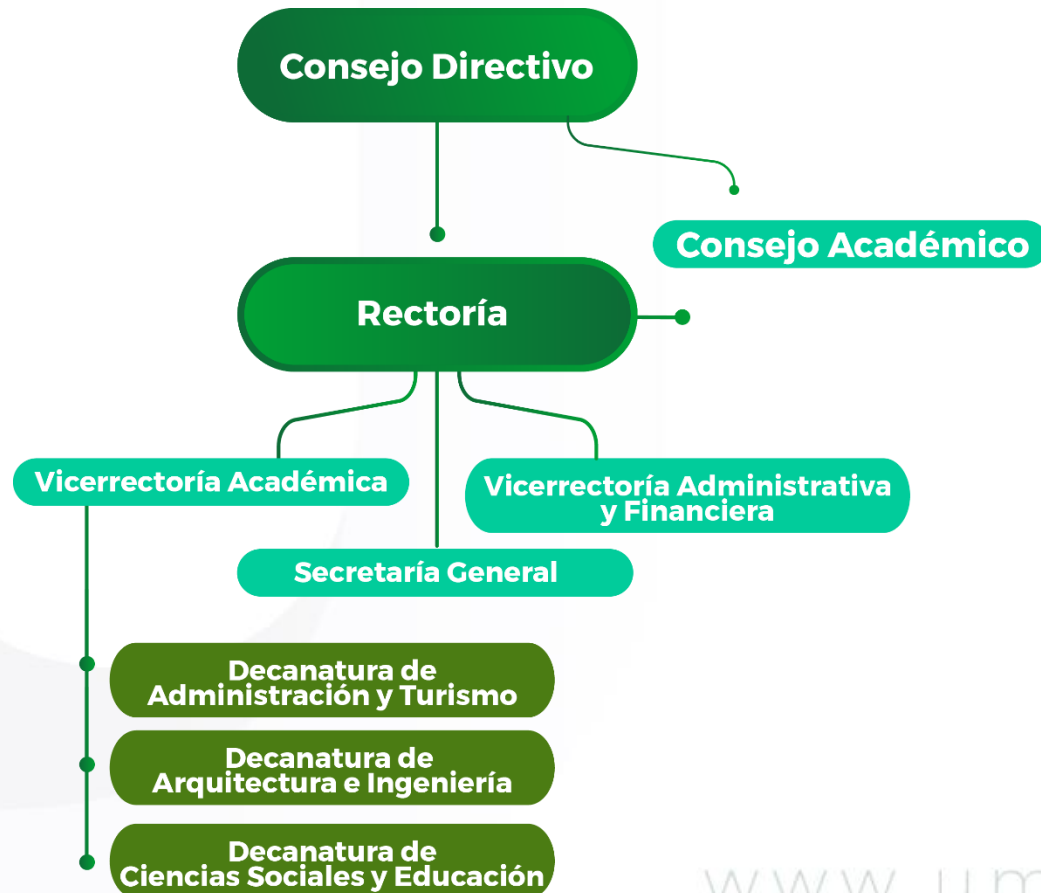 Consejo Directivo
Consejo Académico
Rectoría
Vicerrectoría Académica
Vicerrectoría Administrativa
y Financiera
Secretaría General
Decanatura de
Administración y Turismo
Decanatura de
Arquitectura e Ingeniería
Decanatura de
Ciencias Sociales y Educación